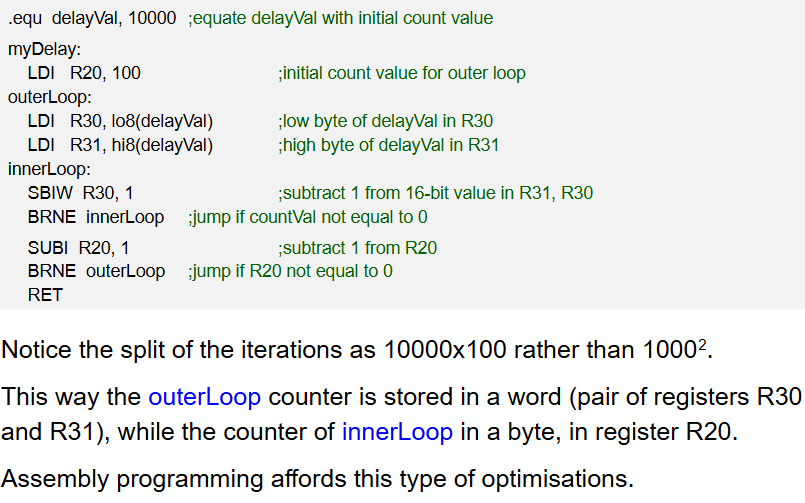 .equ delayVal, 10000 ;equate delayVal with initial count value
myDelay:
LDI R20, 100 ;initial count value for outer loop
outerLoop:
LDI R30, lo8(delayVal) ;low byte of delayVal in R30
LDI R31, hi8(delayVal) ;high byte of delayVal in R31
innerLoop:
SBIW R30, 1 ;subtract 1 from 16-bit value in R31, R30
BRNE innerLoop ;jump if countVal not equal to 0
SUBI R20, 1 ;subtract 1 from R20
BRNE outerLoop ;jump if R20 not equal to 0
RET
Notice the split of the iterations as 10000x100 rather than 1000².
This way the outerLoop counter is stored in a word (pair of registers R30
and R31), while the counter of innerLoop in a byte, in register R20.
Assembly programming affords this type of optimisations.